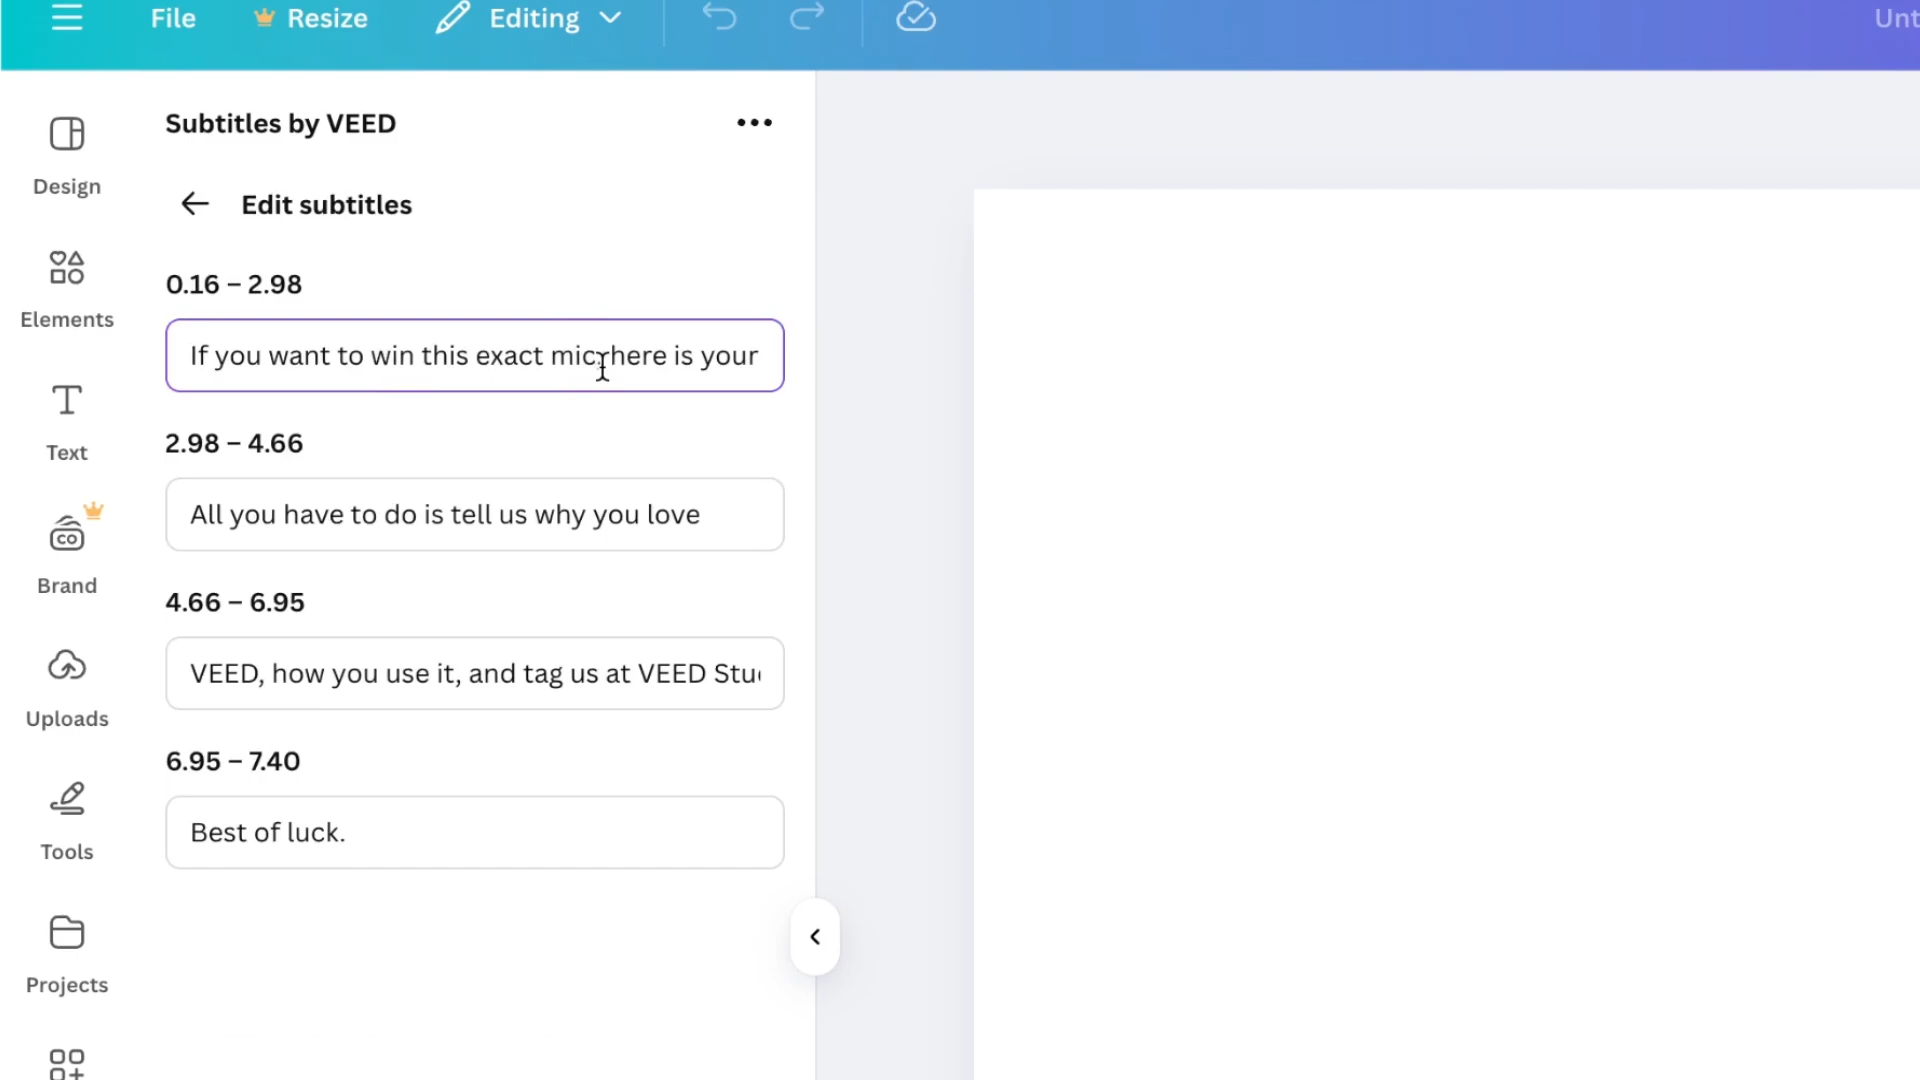 File Resize Editing Unt
Subtitles by VEED
Edit subtitles
0.16 – 2.98
If you want to win this exact mic, here is your
2.98 – 4.66
All you have to do is tell us why you love
4.66 – 6.95
VEED, how you use it, and tag us at VEED Stu
6.95 – 7.40
Best of luck.
Design
Elements
Text
CO
Brand
Uploads
Tools
Projects